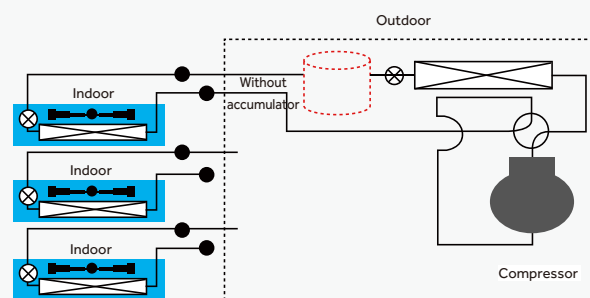 Outdoor
Without
accumulator
Indoor
Indoor
Indoor
Compressor